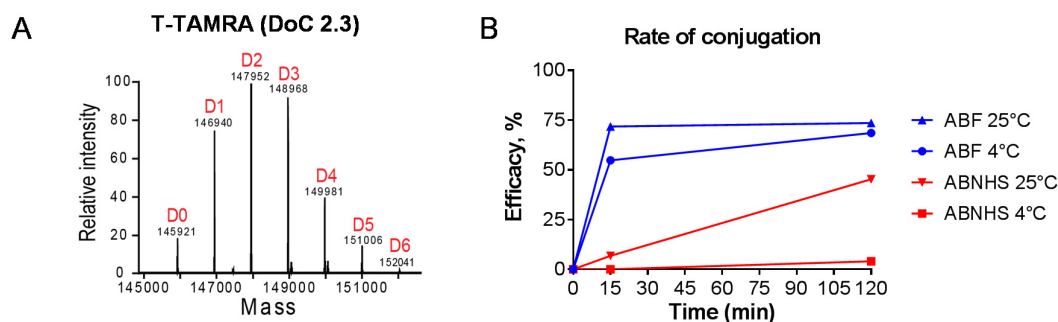 A
T-TAMRA (DoC 2.3)
Relative intensity
100
80
60
40
20
0
D0
145921
D1
146940
D2
147952
D3
148968
D4
149981
D5
151006
D6
152041
145000
147000
149000
151000
Mass
B
Rate of conjugation
Efficacy, %
100
75
50
25
0
0
15
30
45
60
75
90
105
120
Time (min)
ABF 25°C
ABF 4°C
ABNHS 25°C
ABNHS 4°C